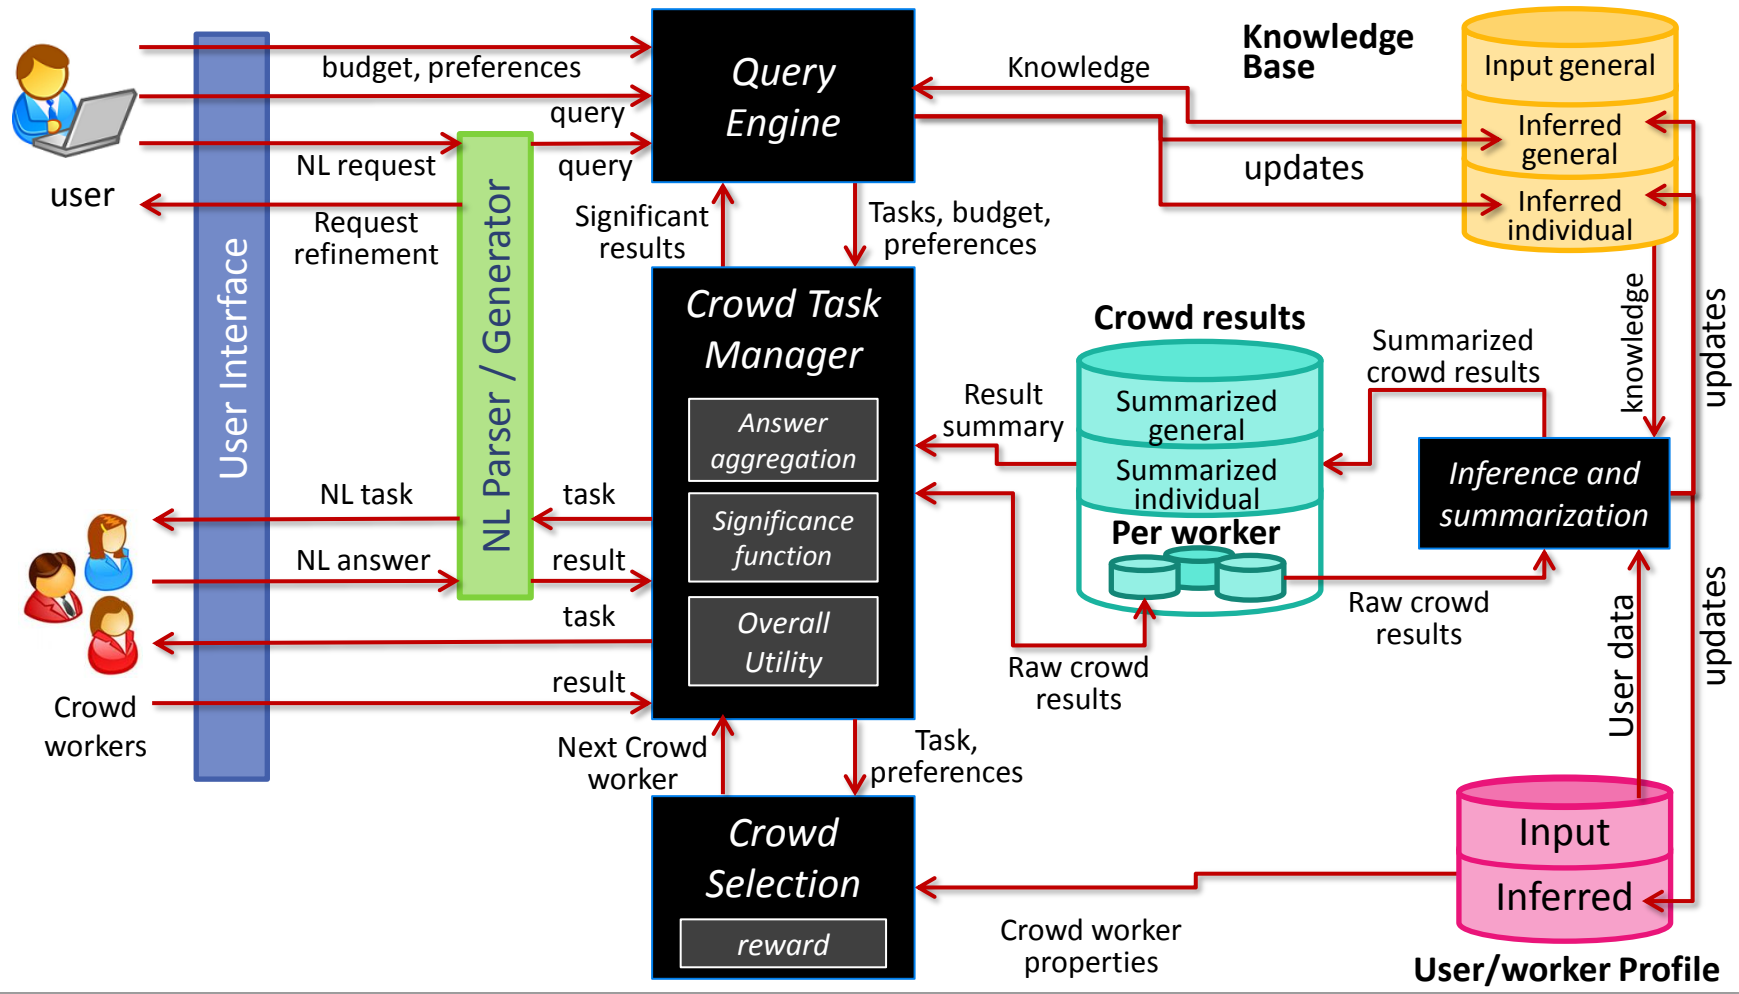 budget, preferences
query
NL request
query
user
Request
refinement
User Interface
NL Parser / Generator
Query
Engine
Knowledge
Knowledge
Base
Input general
Inferred
general
Inferred
individual
updates
Significant
results
Tasks, budget,
preferences
Crowd Task
Manager
Answer
aggregation
Significance
function
Overall
Utility
Crowd results
Summarized
general
Summarized
individual
Per worker
Result
summary
Summarized
crowd results
knowledge
updates
Inference and
summarization
NL task
task
NL answer
result
task
result
Crowd
workers
Raw crowd
results
Raw crowd
results
User data
updates
Next Crowd
worker
Task,
preferences
Crowd
Selection
reward
Crowd worker
properties
Input
Inferred
User/worker Profile